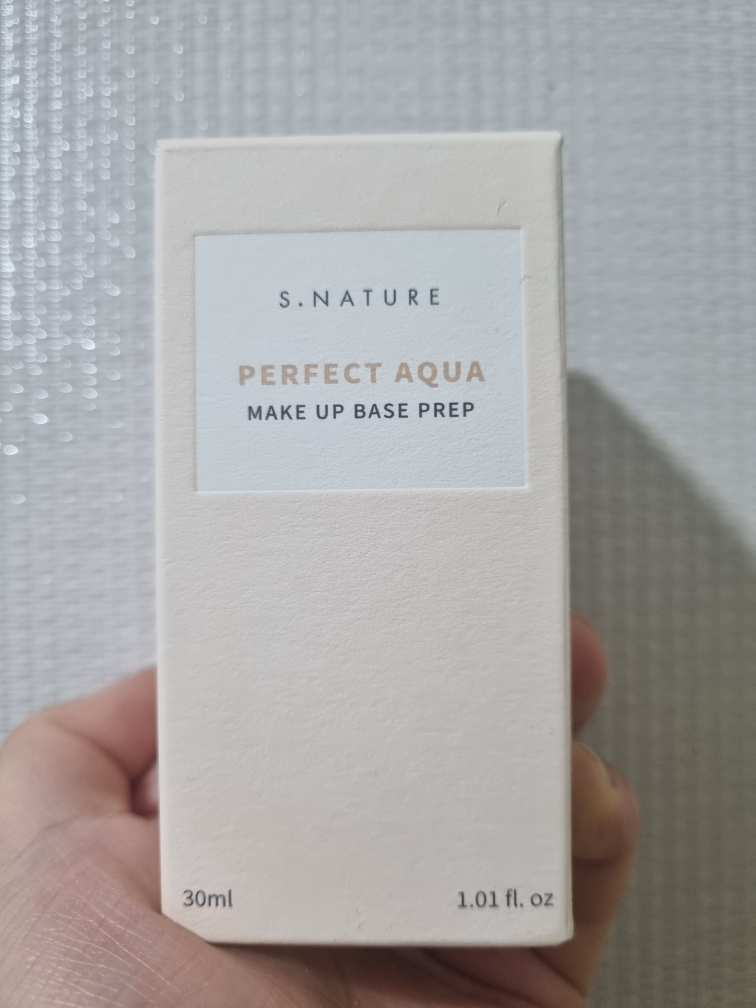 S.NATURE
PERFECT AQUA
MAKE UP BASE PREP
30ml 1.01 fl. oz